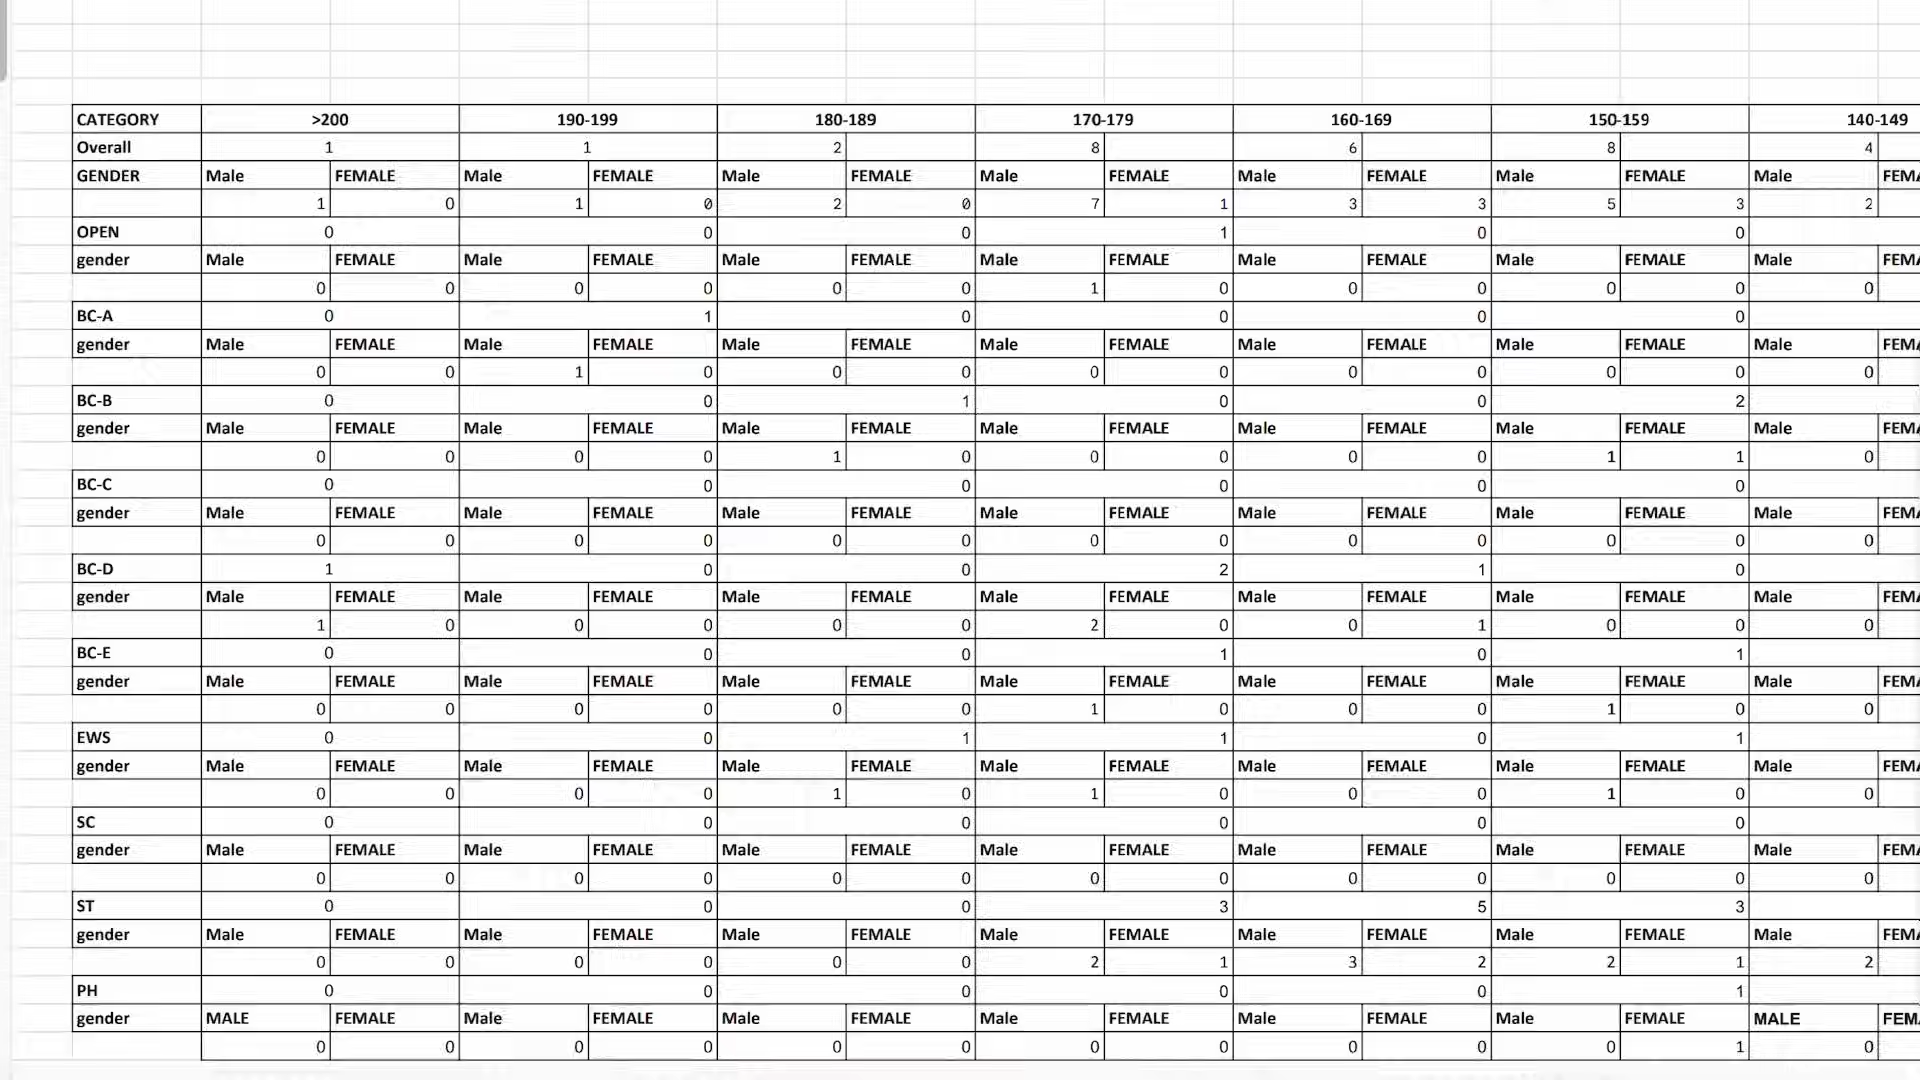 CATEGORY >200 190-199 180-189 170-179 160-169 150-159 140-149
Overall 1 1 2 8 6 8 4
GENDER Male FEMALE Male FEMALE Male FEMALE Male FEMALE Male FEMALE Male FEMALE Male FEMA
1 0 1 0 2 0 7 1 3 3 5 3 2
OPEN 0 0 0 1 0 0
gender Male FEMALE Male FEMALE Male FEMALE Male FEMALE Male FEMALE Male FEMALE Male FEMA
0 0 0 0 0 0 1 0 0 0 0 0 0
BC-A 0 1 0 0 0 0
gender Male FEMALE Male FEMALE Male FEMALE Male FEMALE Male FEMALE Male FEMALE Male FEMA
0 0 1 0 0 0 0 0 0 0 0 0 0
BC-B 0 0 1 0 0 2
gender Male FEMALE Male FEMALE Male FEMALE Male FEMALE Male FEMALE Male FEMALE Male FEMA
0 0 0 0 1 0 0 0 0 0 1 1 0
BC-C 0 0 0 0 0 0
gender Male FEMALE Male FEMALE Male FEMALE Male FEMALE Male FEMALE Male FEMALE Male FEMA
0 0 0 0 0 0 0 0 0 0 0 0 0
BC-D 1 0 0 2 1 0
gender Male FEMALE Male FEMALE Male FEMALE Male FEMALE Male FEMALE Male FEMALE Male FEMA
1 0 0 0 0 0 2 0 0 1 0 0 0
BC-E 0 0 0 1 0 1
gender Male FEMALE Male FEMALE Male FEMALE Male FEMALE Male FEMALE Male FEMALE Male FEMA
0 0 0 0 0 0 1 0 0 0 1 0 0
EWS 0 0 1 1 0 1
gender Male FEMALE Male FEMALE Male FEMALE Male FEMALE Male FEMALE Male FEMALE Male FEMA
0 0 0 0 1 0 1 0 0 0 1 0 0
SC 0 0 0 0 0 0
gender Male FEMALE Male FEMALE Male FEMALE Male FEMALE Male FEMALE Male FEMALE Male FEMA
0 0 0 0 0 0 0 0 0 0 0 0 0
ST 0 0 0 3 5 3
gender Male FEMALE Male FEMALE Male FEMALE Male FEMALE Male FEMALE Male FEMALE Male FEMA
0 0 0 0 0 0 2 1 3 2 2 1 2
PH 0 0 0 0 0 1
gender MALE FEMALE Male FEMALE Male FEMALE Male FEMALE Male FEMALE Male FEMALE MALE FEM
0 0 0 0 0 0 0 0 0 0 0 1 0